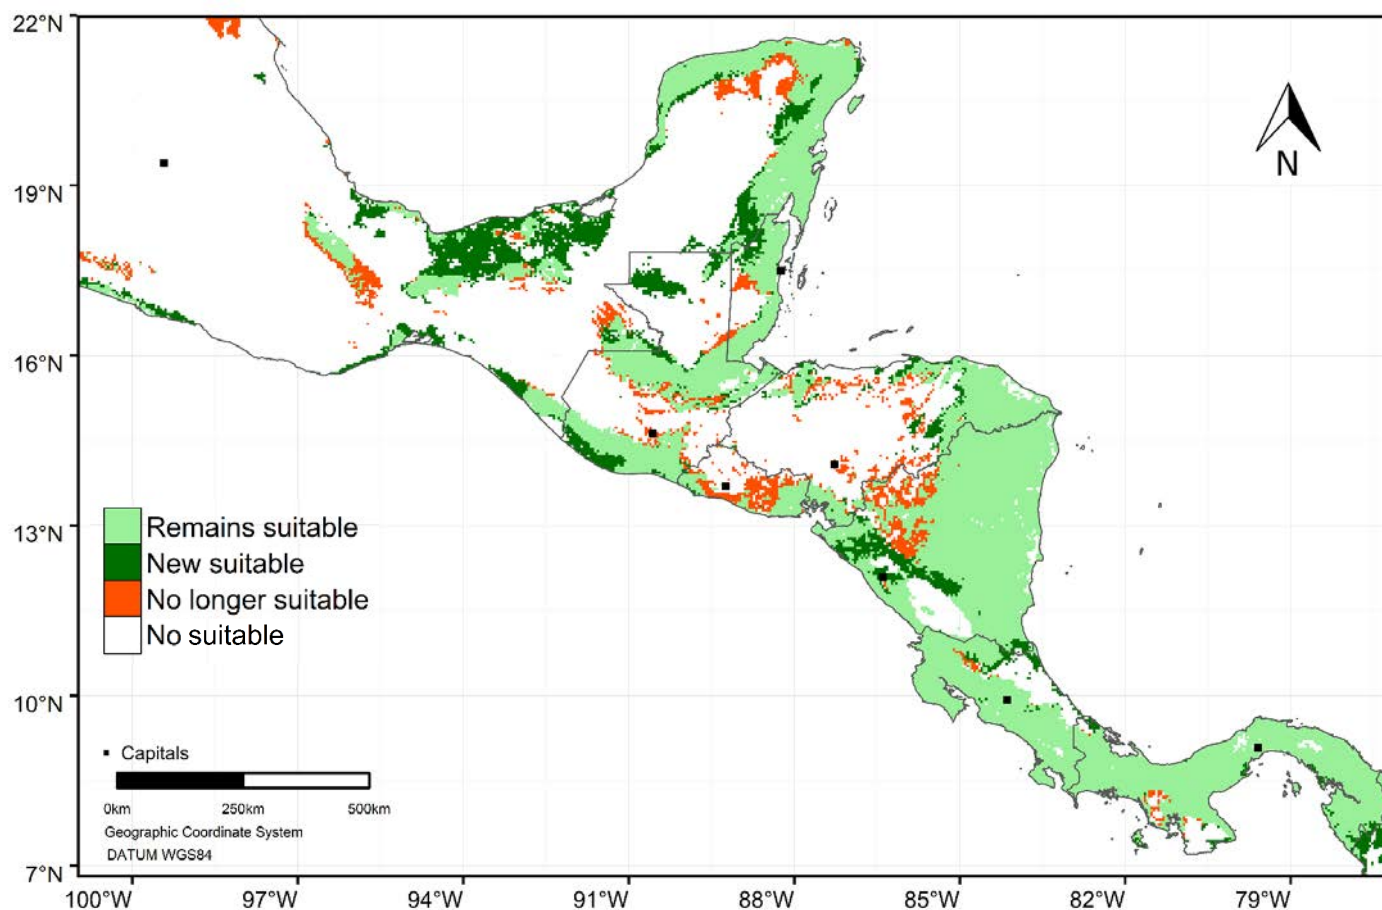 22°N
19°N
16°N
13°N
10°N
7°N
N
Remains suitable
New suitable
No longer suitable
No suitable
Capitals
0km 250km 500km
Geographic Coordinate System
DATUM WGS84
100°W 97°W 94°W 91°W 88°W 85°W 82°W 79°W